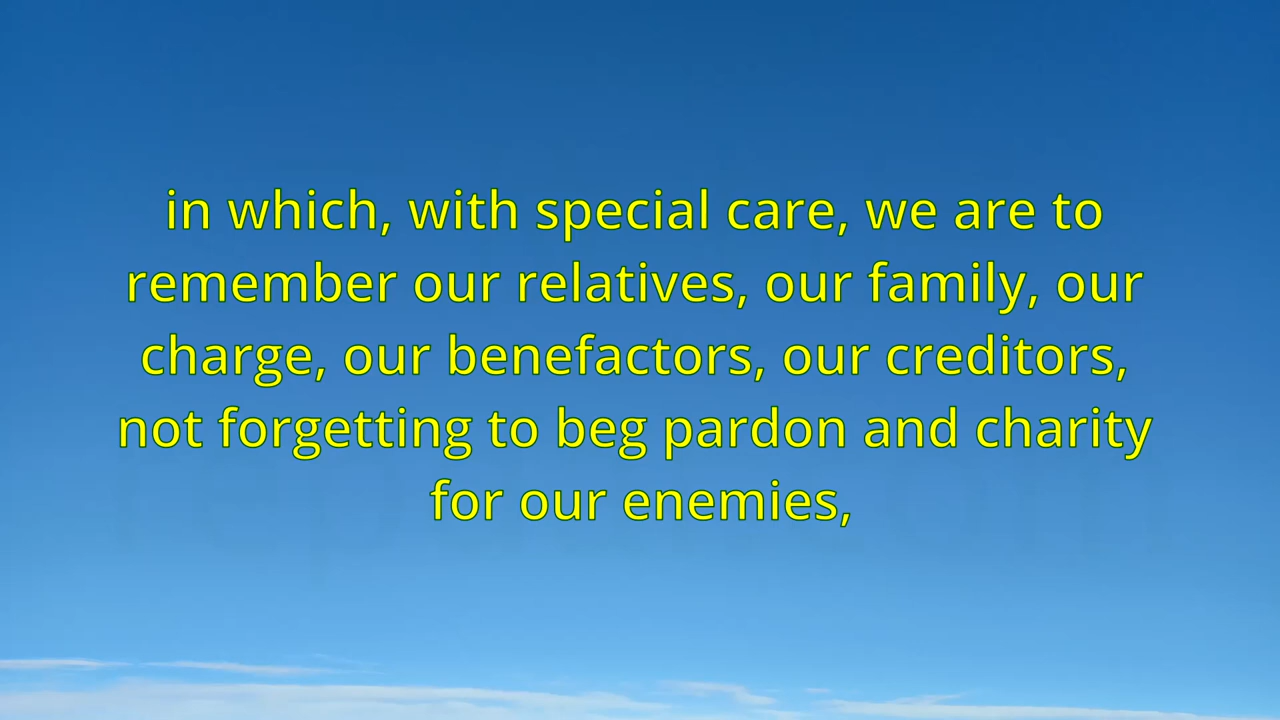 in which, with special care, we are to
remember our relatives, our family, our
charge, our benefactors, our creditors,
not forgetting to beg pardon and charity
for our enemies,